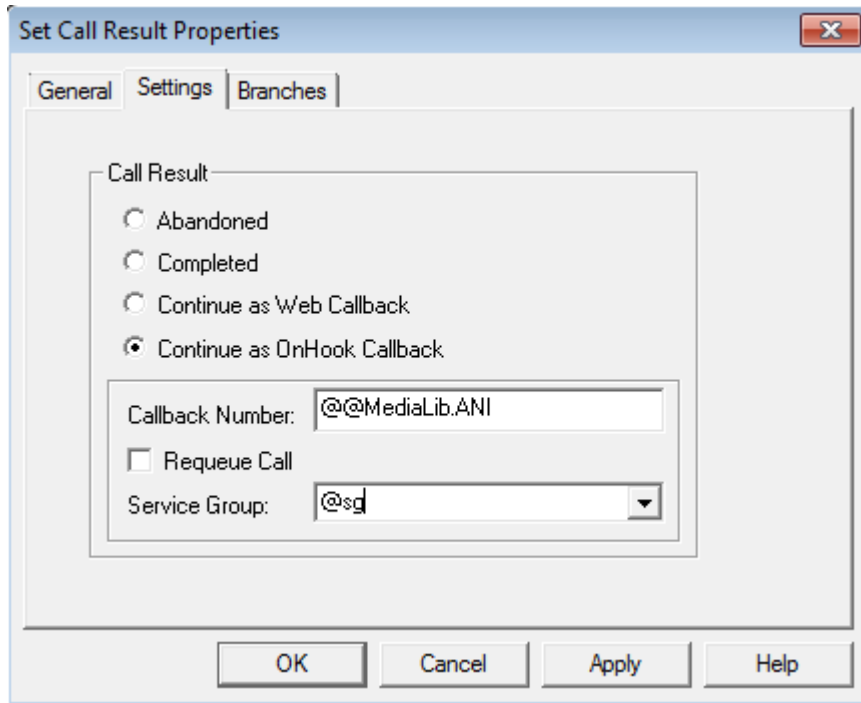 Set Call Result Properties
General Settings Branches
Call Result
Abandoned
Completed
Continue as Web Callback
Continue as OnHook Callback
Callback Number: @@MediaLib.ANI
Requeue Call
Service Group: @sg
OK Cancel Apply Help